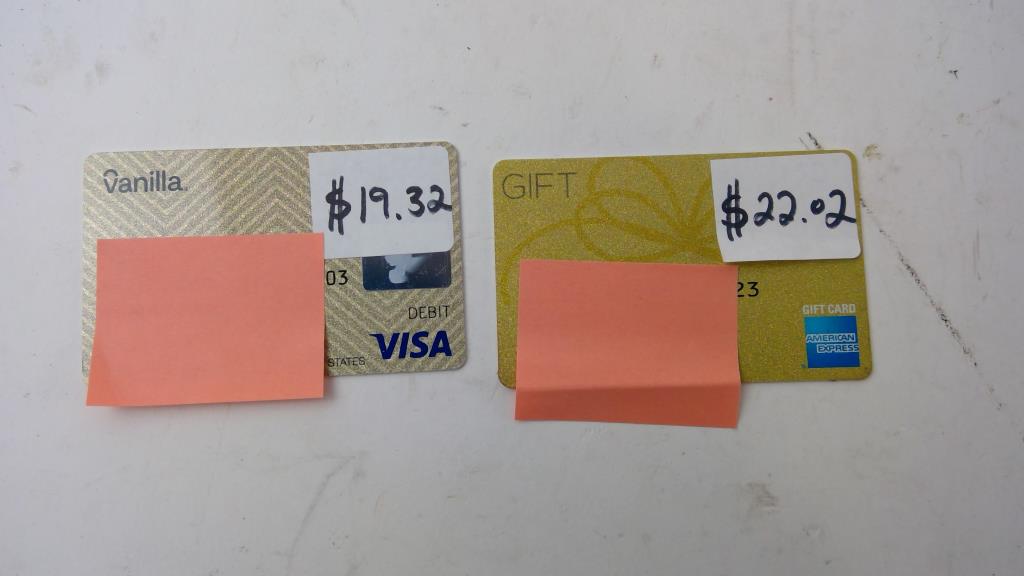 Vanilla.
$19.32
03
DEBIT
VISA
STATES
GIFT
$22.02
23
GIFT CARD
AMERICAN
EXPRESS